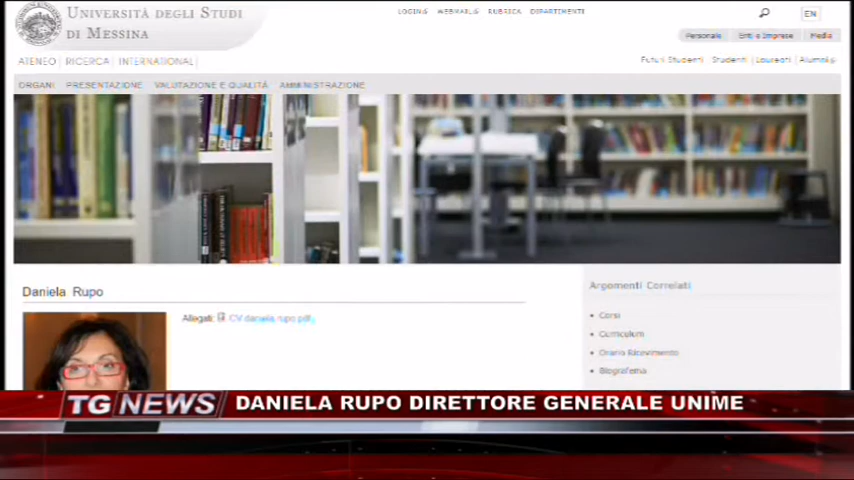 UNIVERSITÀ DEGLI STUDI
DI MESSINA
LOGIN WEBMAIL RUBRICA DIPARTIMENTI
EN
Personale Enti e Imprese Media
ATENEO RICERCA INTERNATIONAL
Futuri Studenti Studenti Laureati Alumni
ORGANI PRESENTAZIONE VALUTAZIONE E QUALITÀ AMMINISTRAZIONE
Daniela Rupo
Allegati: CV daniela rupo.pdf
Argomenti Correlati
Corsi
Curriculum
Orario Ricevimento
Biografema
TG NEWS DANIELA RUPO DIRETTORE GENERALE UNIME